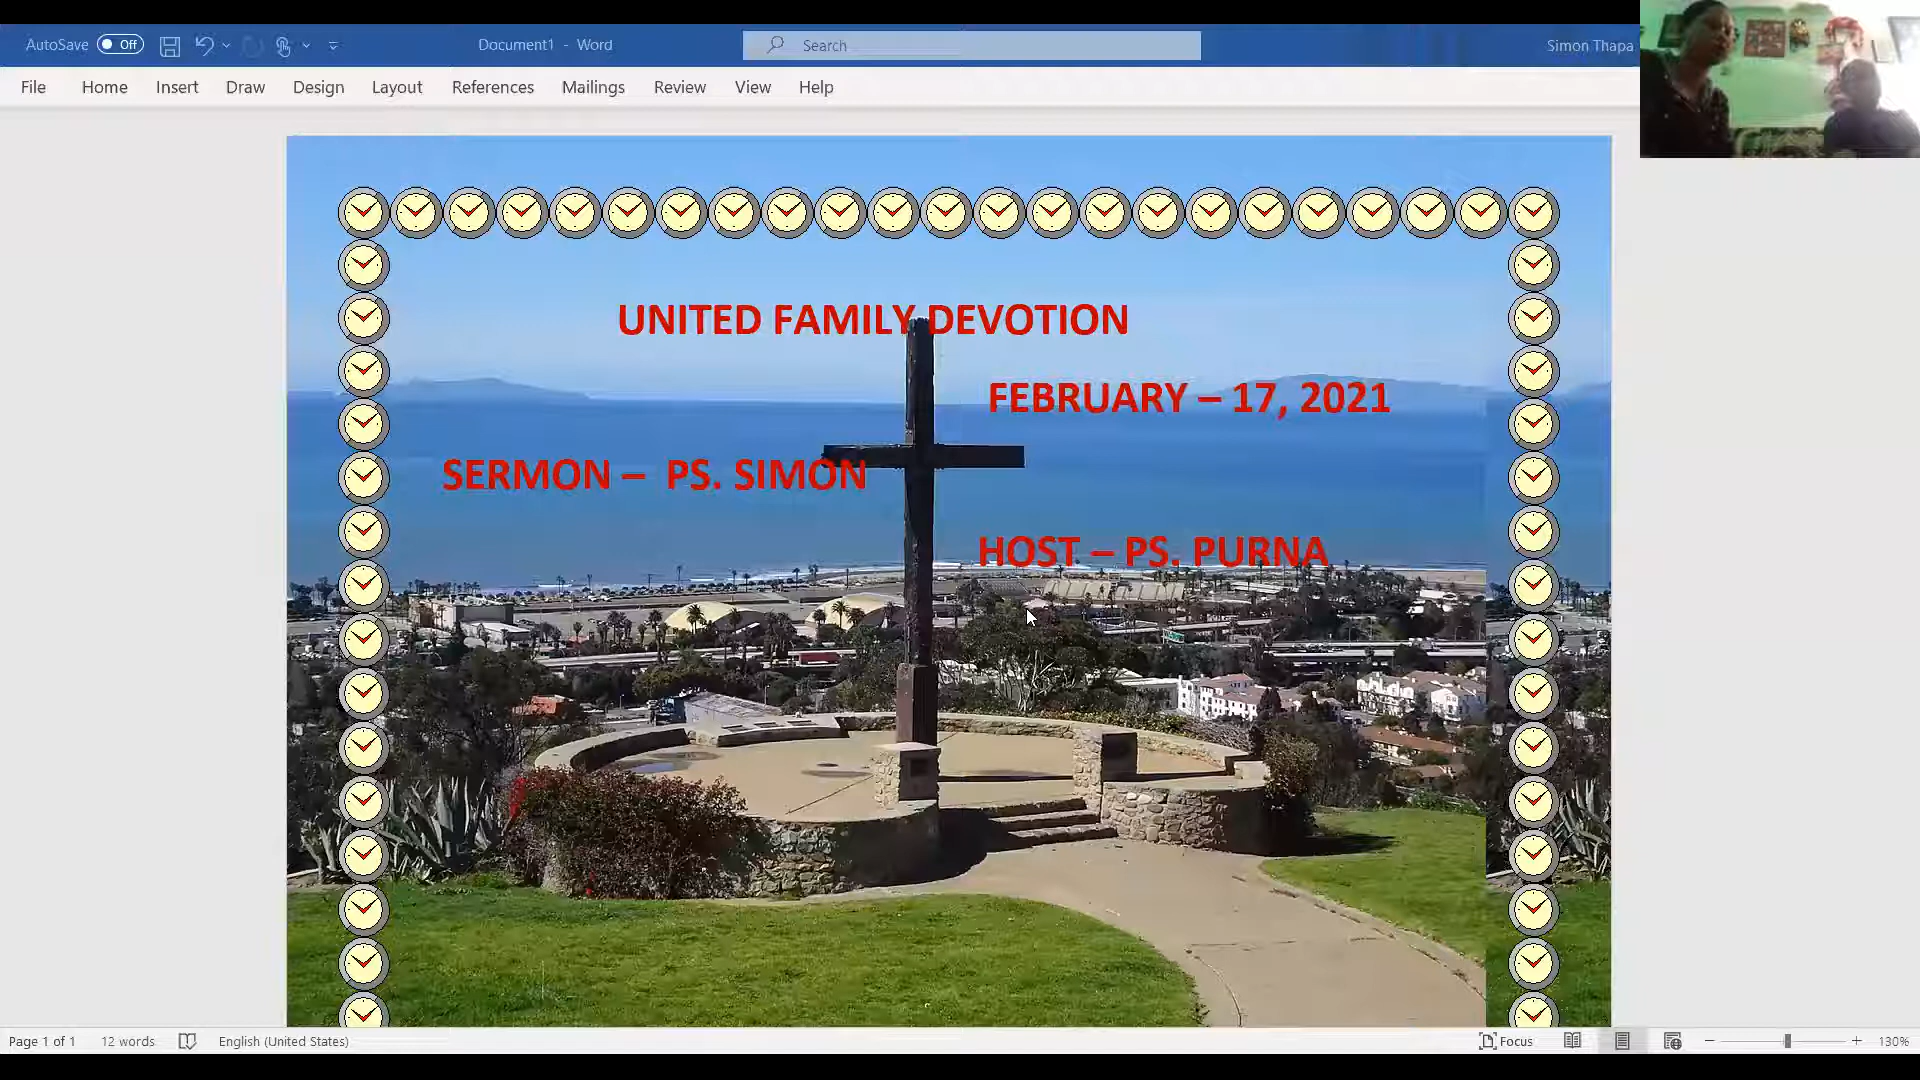 AutoSave Off Document1 - Word Search Simon Thapa
File Home Insert Draw Design Layout References Mailings Review View Help
UNITED FAMILY DEVOTION
FEBRUARY – 17, 2021
SERMON – PS. SIMON
HOST – PS. PURNA
Page 1 of 1 12 words English (United States) Focus 130%